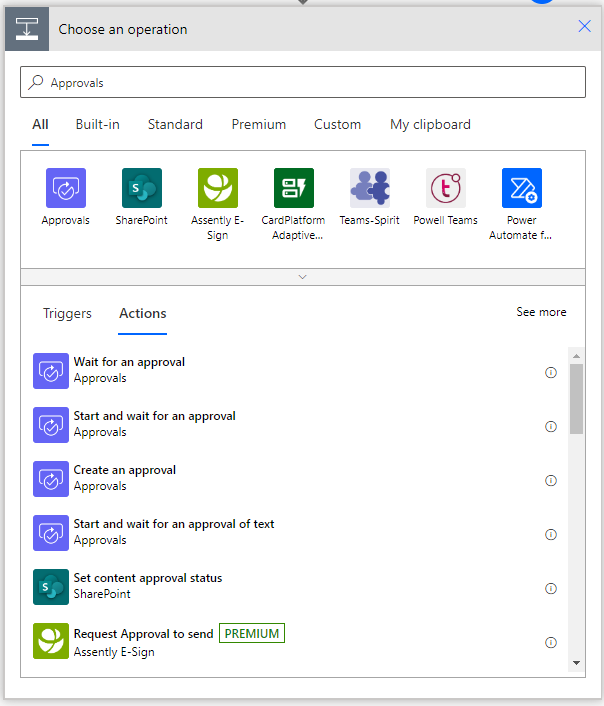 Choose an operation
Approvals
All Built-in Standard Premium Custom My clipboard
Approvals SharePoint Assently E- CardPlatform Teams-Spirit Powell Teams Power
Sign Adaptive... Automate f...
Triggers Actions See more
Wait for an approval
Approvals
Start and wait for an approval
Approvals
Create an approval
Approvals
Start and wait for an approval of text
Approvals
Set content approval status
SharePoint
Request Approval to send PREMIUM
Assently E-Sign